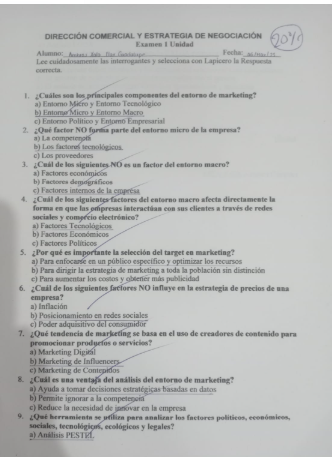 DIRECCIÓN COMERCIAL Y ESTRATEGIA DE NEGOCIACIÓN
Examen 1 Unidad
Alumno: Fecha:
Lee cuidadosamente las interrogantes y selecciona con Lapicero la Respuesta
correcta.
1. ¿Cuáles son los principales componentes del entorno de marketing?
a) Entorno Micro y Entorno Tecnológico
b) Entorno Micro y Entorno Macro
c) Entorno Político y Entorno Empresarial
2. ¿Qué factor NO forma parte del entorno micro de la empresa?
a) La competencia
b) Los factores tecnológicos
c) Los proveedores
3. ¿Cuál de los siguientes NO es un factor del entorno macro?
a) Factores económicos
b) Factores demográficos
c) Factores internos de la empresa
4. ¿Cuál de los siguientes factores del entorno macro afecta directamente la
forma en que las empresas interactúan con sus clientes a través de redes
sociales y comercio electrónico?
a) Factores Tecnológicos
b) Factores Económicos
c) Factores Políticos
5. ¿Por qué es importante la selección del target en marketing?
a) Para enfocarse en un público específico y optimizar los recursos
b) Para dirigir la estrategia de marketing a toda la población sin distinción
c) Para aumentar los costos y obtener más publicidad
6. ¿Cuál de los siguientes factores NO influye en la estrategia de precios de una
empresa?
a) Inflación
b) Posicionamiento en redes sociales
c) Poder adquisitivo del consumidor
7. ¿Qué tendencia de marketing se basa en el uso de creadores de contenido para
promocionar productos o servicios?
a) Marketing Digital
b) Marketing de Influencers
c) Marketing de Contenidos
8. ¿Cuál es una ventaja del análisis del entorno de marketing?
a) Ayuda a tomar decisiones estratégicas basadas en datos
b) Permite ignorar a la competencia
c) Reduce la necesidad de innovar en la empresa
9. ¿Qué herramienta se utiliza para analizar los factores políticos, económicos,
sociales, tecnológicos, ecológicos y legales?
a) Análisis PESTEL